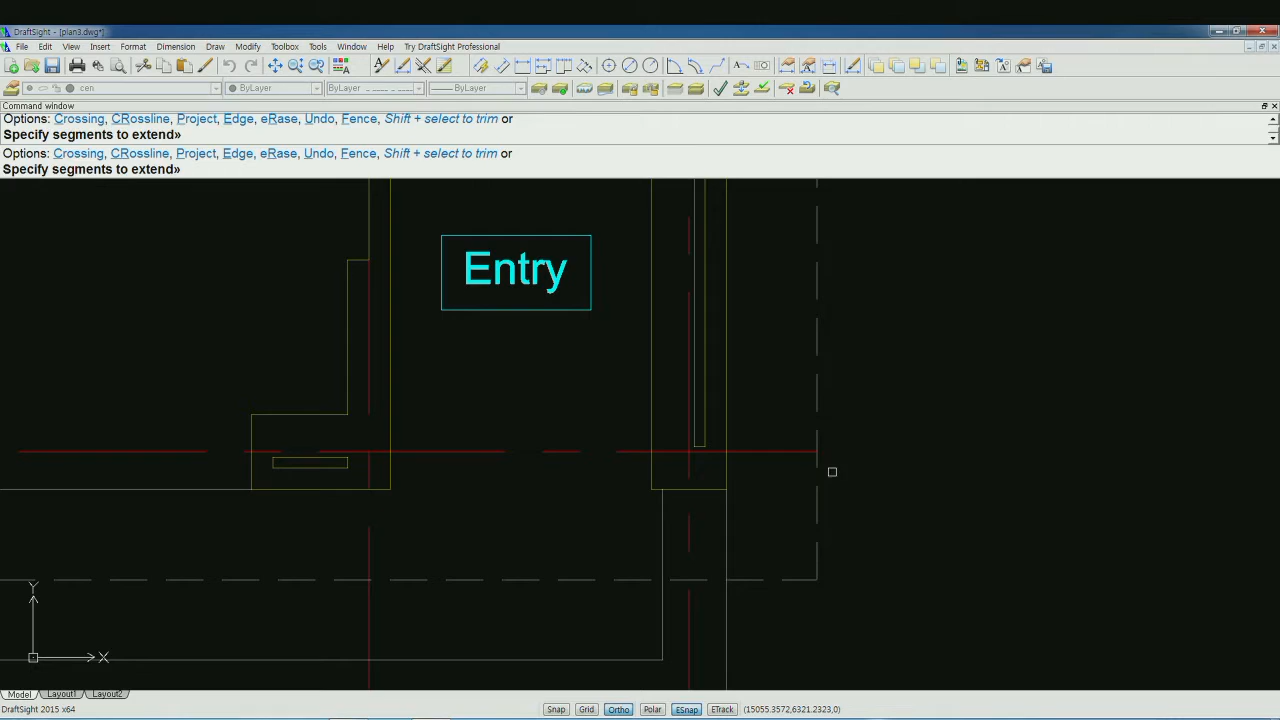 DraftSight - [plan3.dwg*]
File Edit View Insert Format Dimension Draw Modify Toolbox Tools Window Help Try DraftSight Professional
cen ByLayer ByLayer ByLayer
Command window
Options: Crossing, CRossline, Project, Edge, eRase, Undo, Fence, Shift + select to trim or
Specify segments to extend»
Options: Crossing, CRossline, Project, Edge, eRase, Undo, Fence, Shift + select to trim or
Specify segments to extend»
Entry
Y
X
Model Layout1 Layout2
DraftSight 2015 x64 Snap Grid Ortho Polar ESnap ETrack (15055.3572,6321.2323,0)